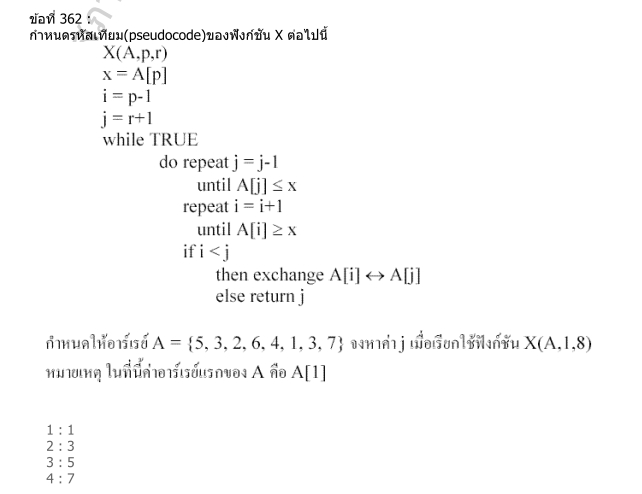 ข้อที่ 362 :
กำหนดรหัสเทียม(pseudocode)ของฟังก์ชัน X ต่อไปนี้
X(A,p,r)
x = A[p]
i = p-1
j = r+1
while TRUE
do repeat j = j-1
until A[j] ≤ x
repeat i = i+1
until A[i] ≥ x
if i < j
then exchange A[i] ↔ A[j]
else return j
กำหนดให้อาร์เรย์ A = {5, 3, 2, 6, 4, 1, 3, 7} จงหาค่า j เมื่อเรียกใช้ฟังก์ชัน X(A,1,8)
หมายเหตุ ในที่นี้ค่าอาร์เรย์แรกของ A คือ A[1]
1 : 1
2 : 3
3 : 5
4 : 7